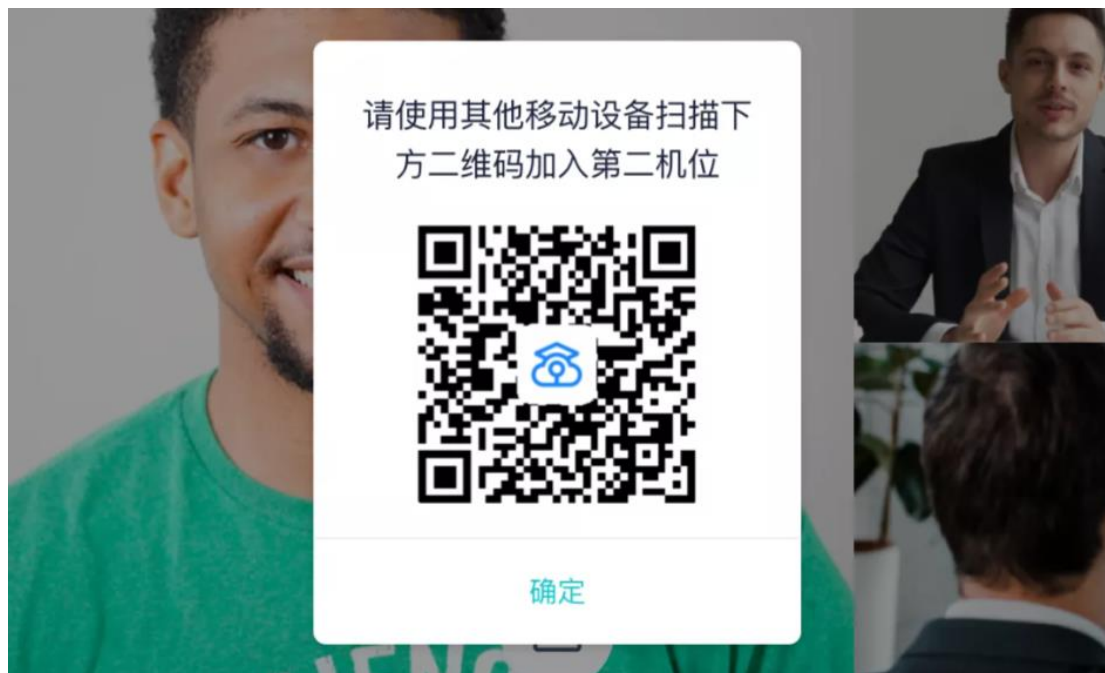 请使用其他移动设备扫描下
方二维码加入第二机位
确定